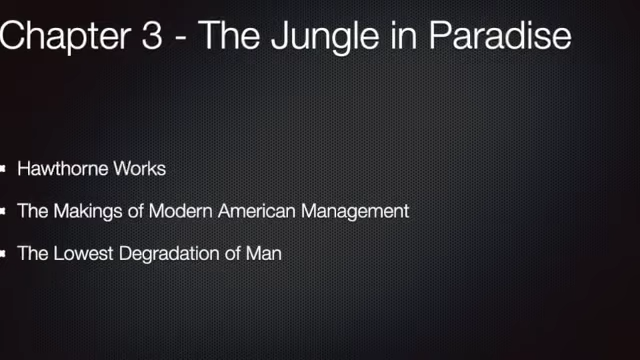 Chapter 3 - The Jungle in Paradise
Hawthorne Works
The Makings of Modern American Management
The Lowest Degradation of Man